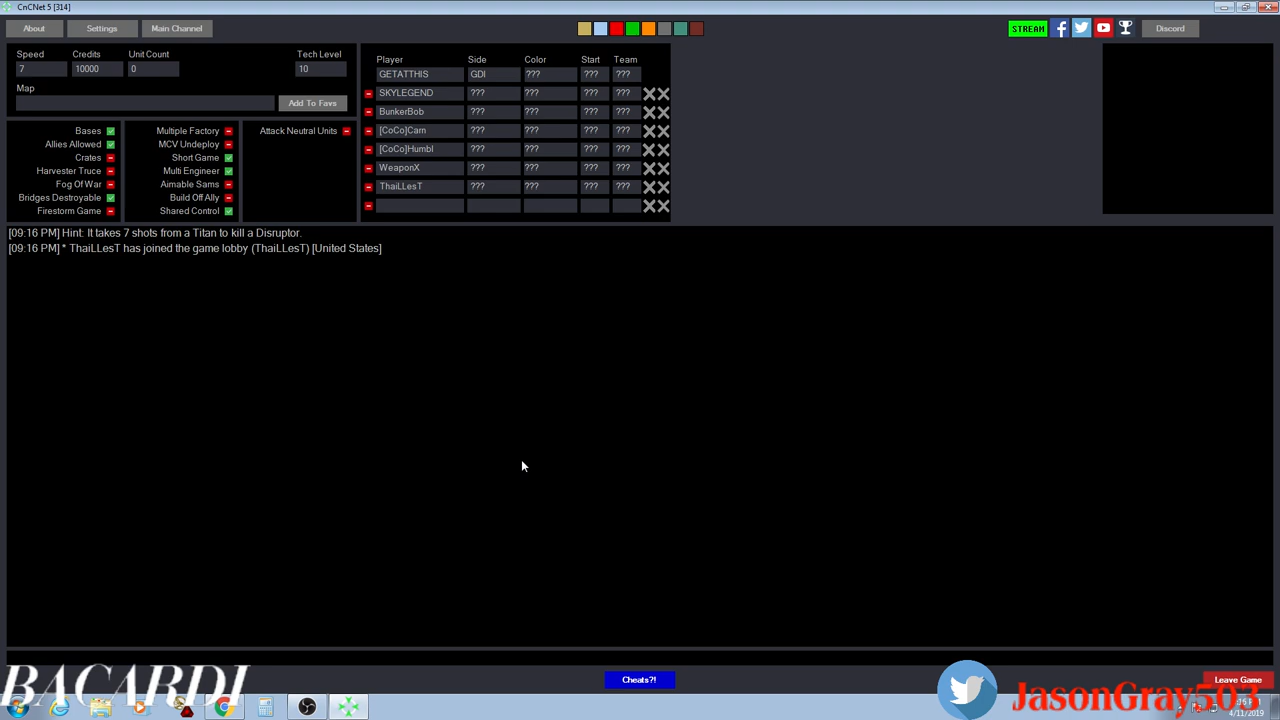 CnCNet 5 [314]
About Settings Main Channel STREAM Discord
Speed Credits Unit Count Tech Level
7 10000 0 10
Map
Add To Favs
Bases Multiple Factory Attack Neutral Units
Allies Allowed MCV Undeploy
Crates Short Game
Harvester Truce Multi Engineer
Fog Of War Aimable Sams
Bridges Destroyable Build Off Ally
Firestorm Game Shared Control
Player Side Color Start Team
GETATTHIS GDI ??? ??? ???
SKYLEGEND ??? ??? ??? ???
BunkerBob ??? ??? ??? ???
[CoCo]Cam ??? ??? ??? ???
[CoCo]Humbl ??? ??? ??? ???
WeaponX ??? ??? ??? ???
ThaiLLesT ??? ??? ??? ???
[09:16 PM] Hint: It takes 7 shots from a Titan to kill a Disruptor.
[09:16 PM] * ThaiLLesT has joined the game lobby (ThaiLLesT) [United States]
BACARDI
Cheats?!
Leave Game
JasonGray503
4/11/2019